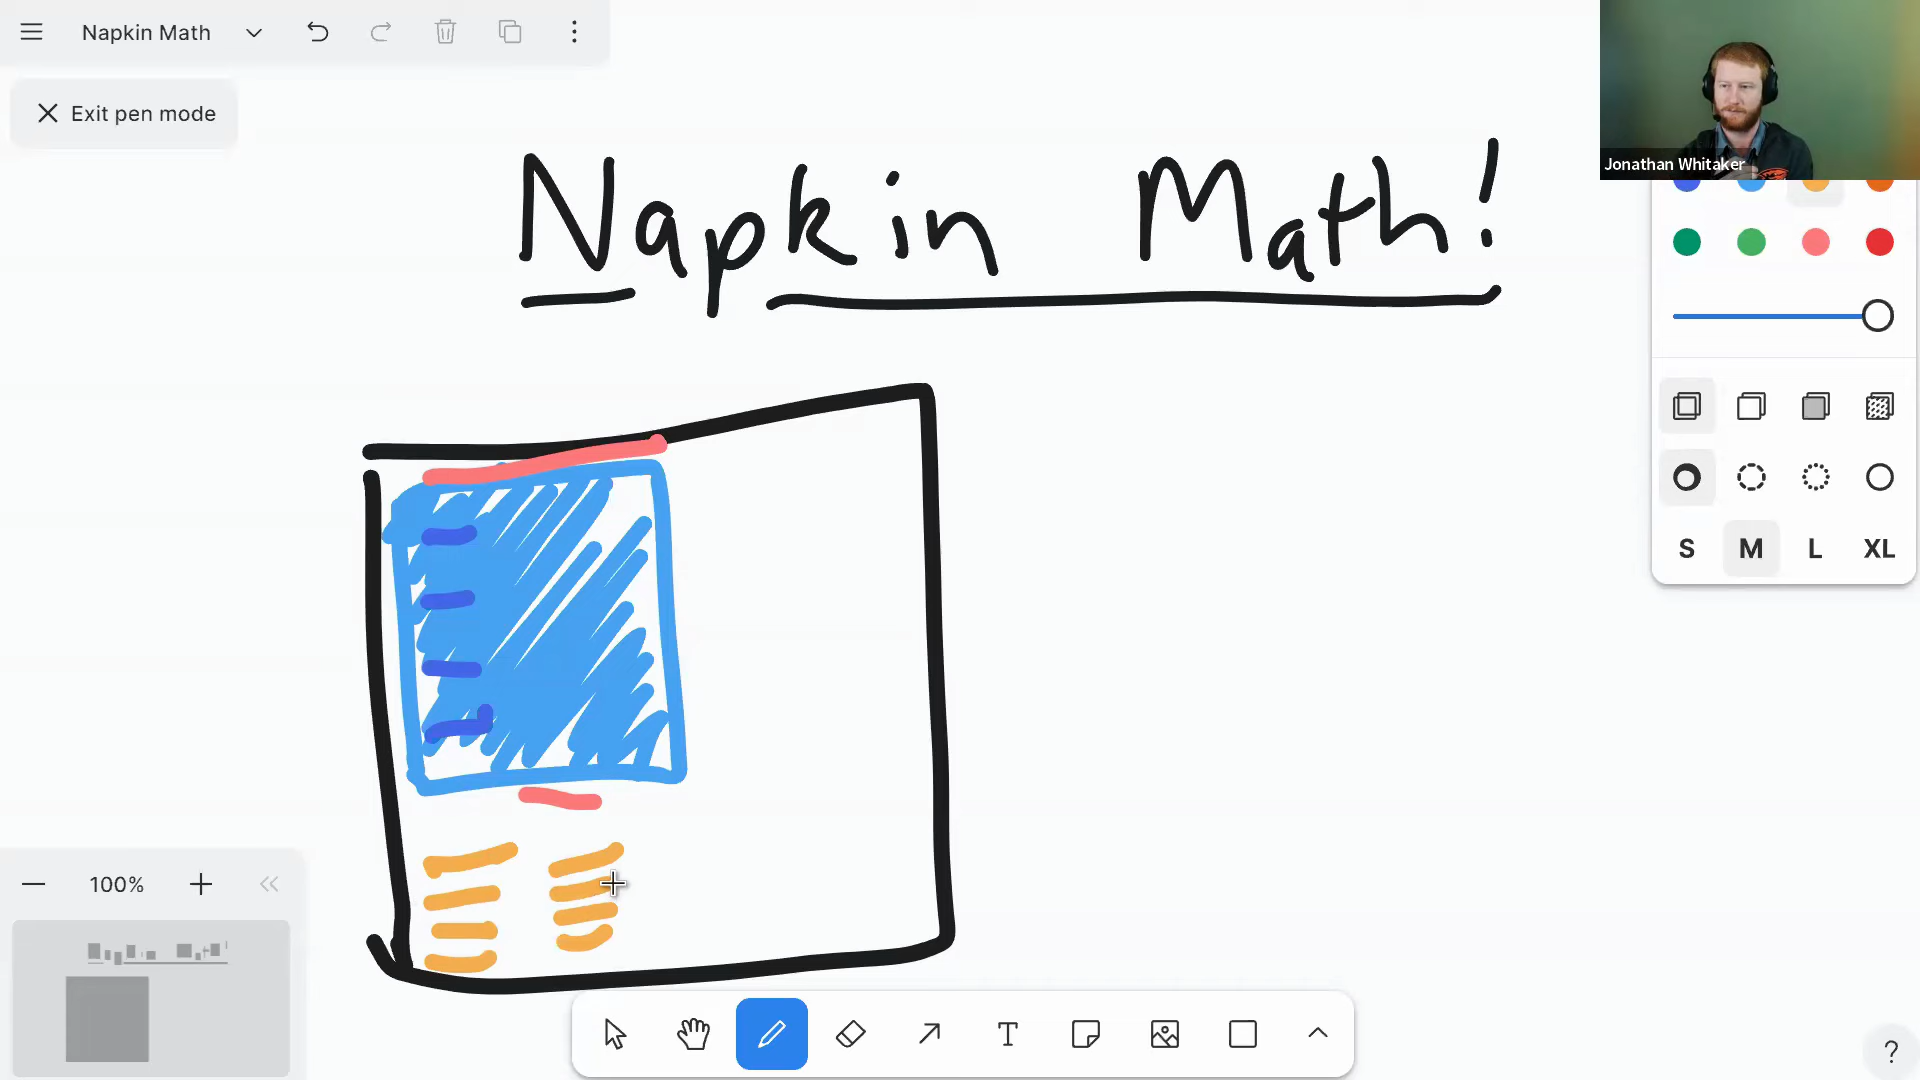 Napkin Math
Exit pen mode
Napkin Math!
Jonathan Whitaker
S M L XL
100%
?